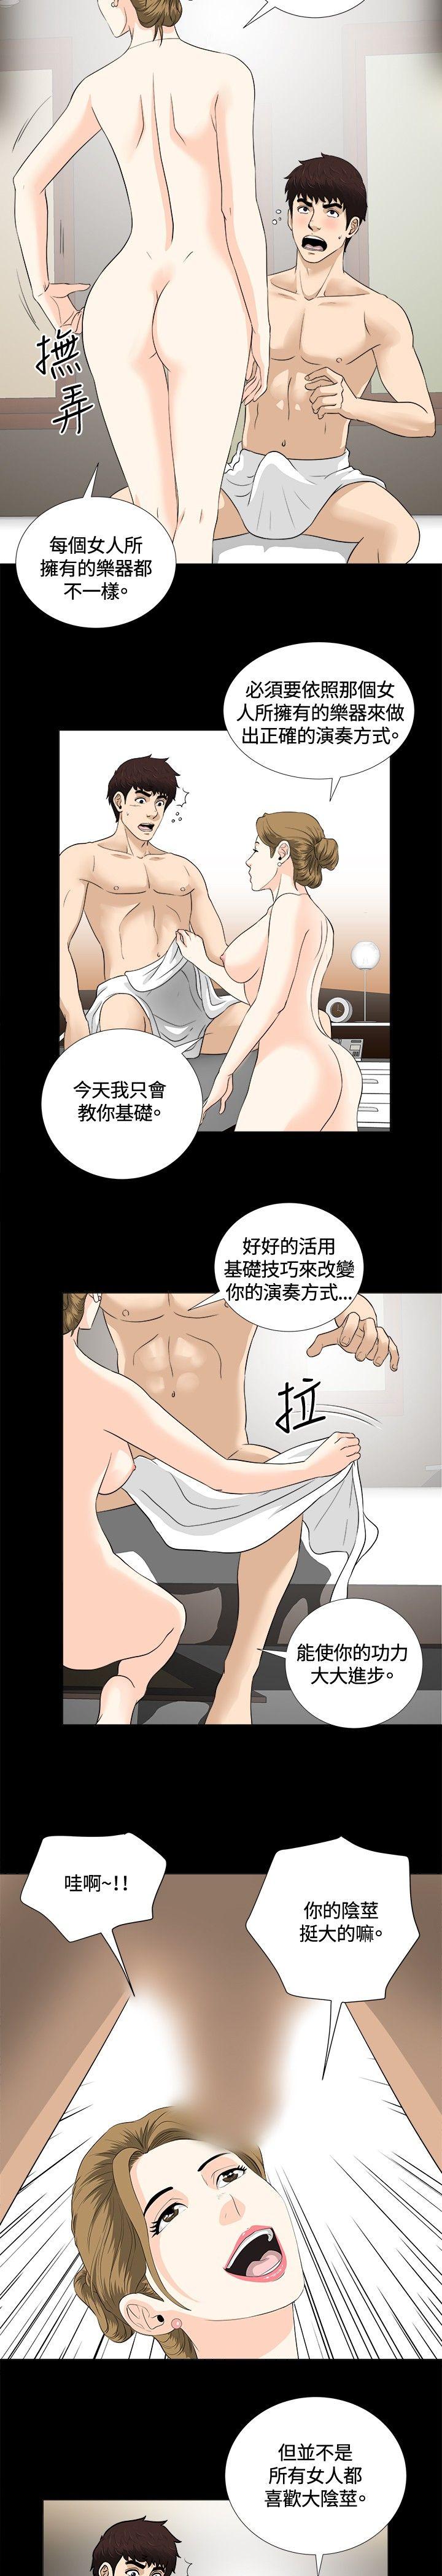 撫
弄
每個女人所
擁有的樂器都
不一樣。
必須要依照那個女
人所擁有的樂器來做
出正確的演奏方式。
今天我只會
教你基礎。
好好的活用
基礎技巧來改變
你的演奏方式...
拉
能使你的功力
大大進步。
哇啊~!!
你的陰莖
挺大的嘛。
但並不是
所有女人都
喜歡大陰莖。